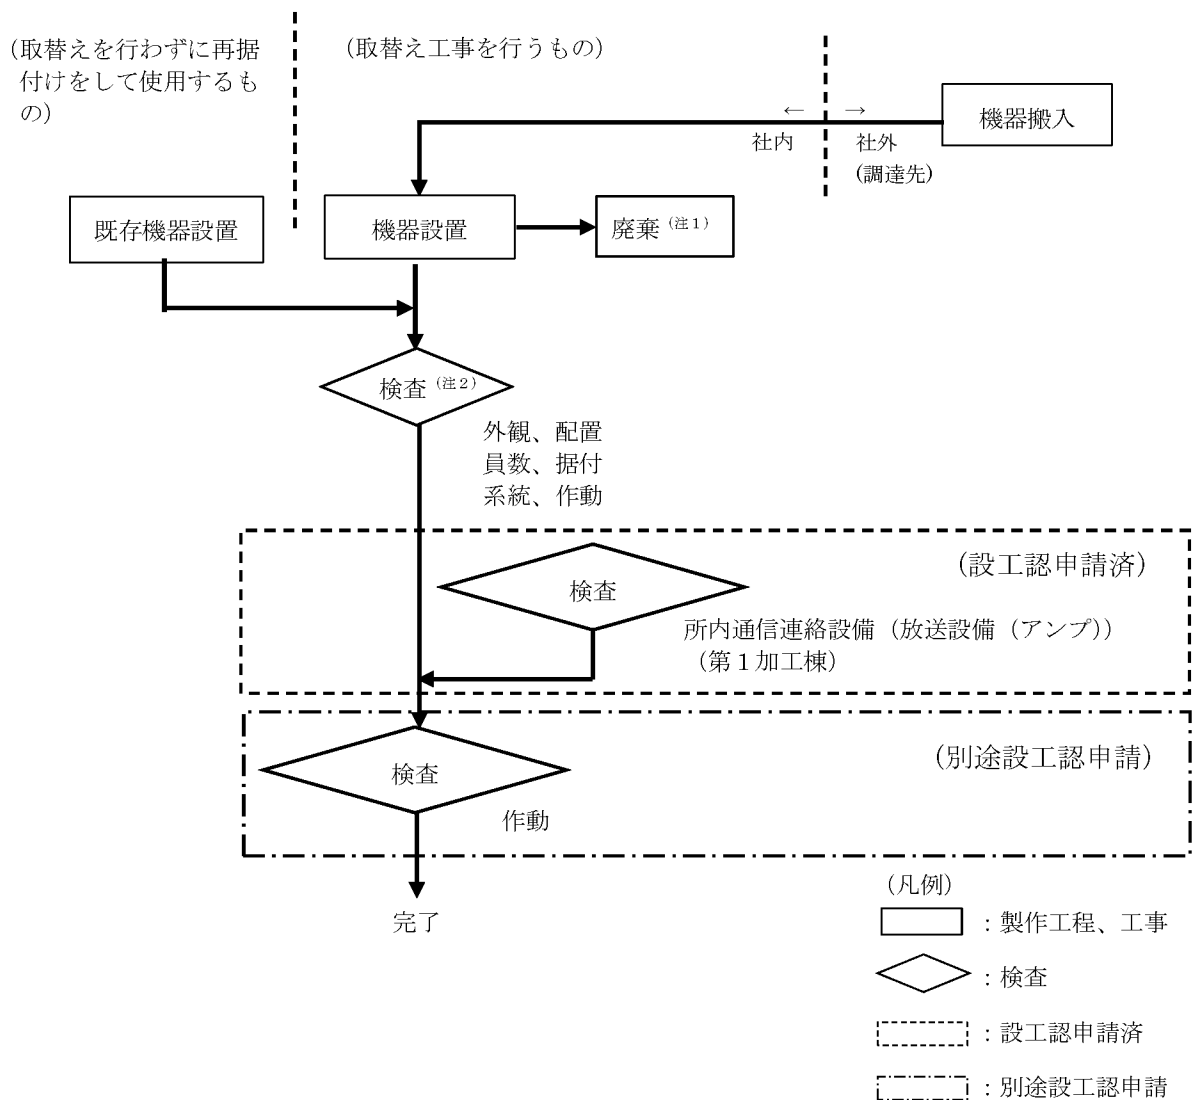 （取替えを行わずに再据
付けをして使用するも
の）
（取替え工事を行うもの）
機器搬入
← →
社内 社外
(調達先)
既存機器設置
機器設置
廃棄（注１）
検査（注２）
外観、配置
員数、据付
系統、作動
（設工認申請済）
検査
所内通信連絡設備（放送設備（アンプ））
（第１加工棟）
（別途設工認申請）
検査
作動
完了
（凡例）
：製作工程、工事
：検査
：設工認申請済
：別途設工認申請